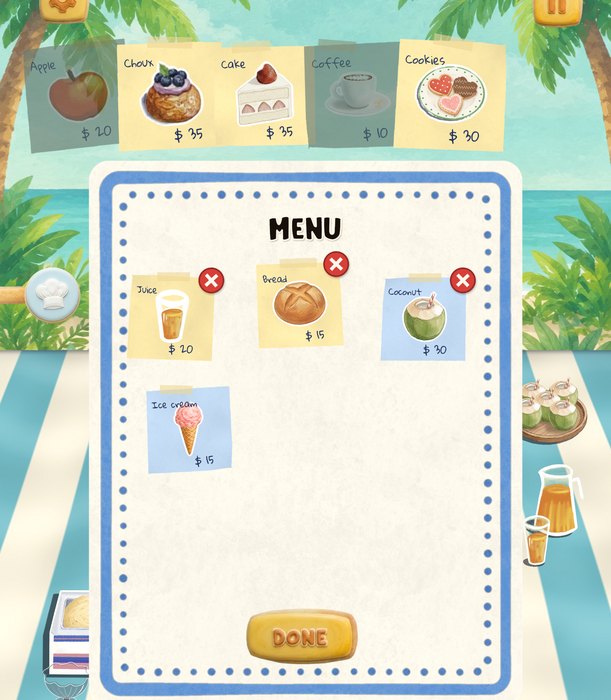 Apple
$ 20
Choux
$ 35
Cake
$ 35
Coffee
$ 10
Cookies
$ 30
MENU
Juice
$ 20
Bread
$ 15
Coconut
$ 30
Ice cream
$ 15
DONE